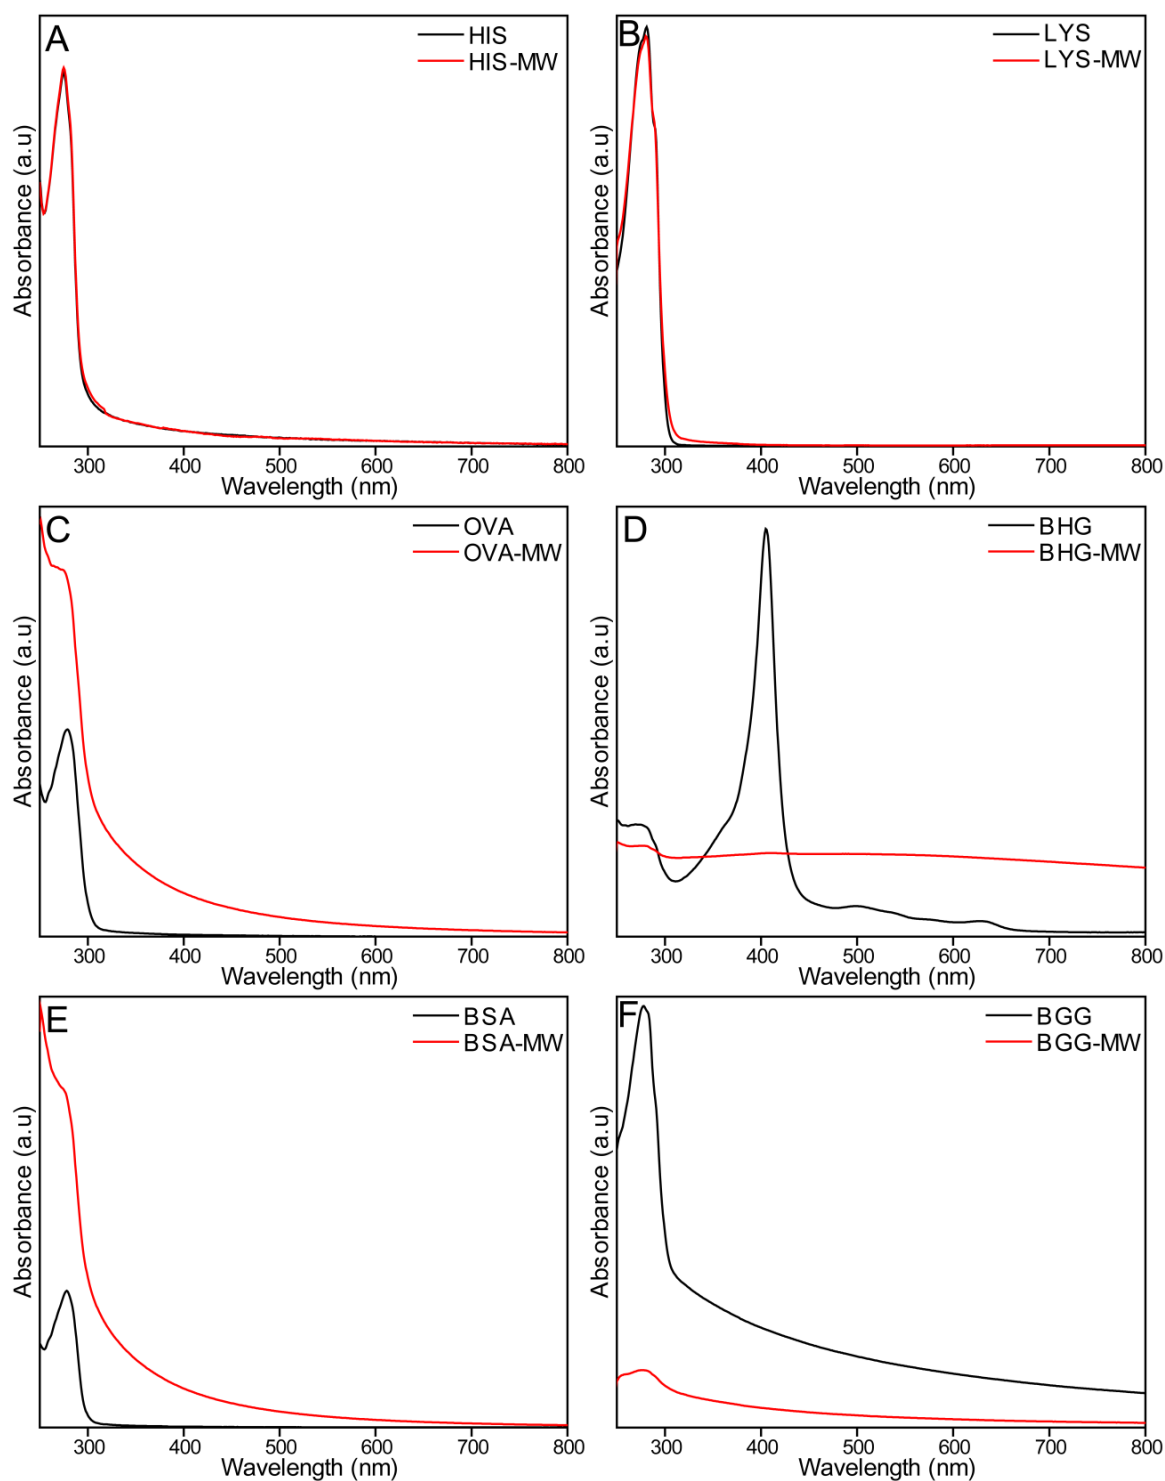 A
HIS
HIS-MW
Absorbance (a.u)
300 400 500 600 700 800
Wavelength (nm)
B
LYS
LYS-MW
Absorbance (a.u)
300 400 500 600 700 800
Wavelength (nm)
C
OVA
OVA-MW
Absorbance (a.u)
300 400 500 600 700 800
Wavelength (nm)
D
BHG
BHG-MW
Absorbance (a.u)
300 400 500 600 700 800
Wavelength (nm)
E
BSA
BSA-MW
Absorbance (a.u)
300 400 500 600 700 800
Wavelength (nm)
F
BGG
BGG-MW
Absorbance (a.u)
300 400 500 600 700 800
Wavelength (nm)